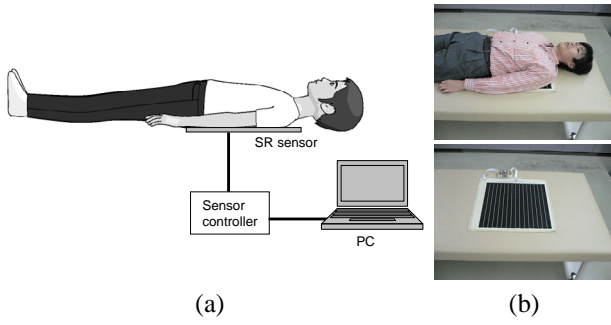 SR sensor
Sensor
controller
PC
(a)
(b)